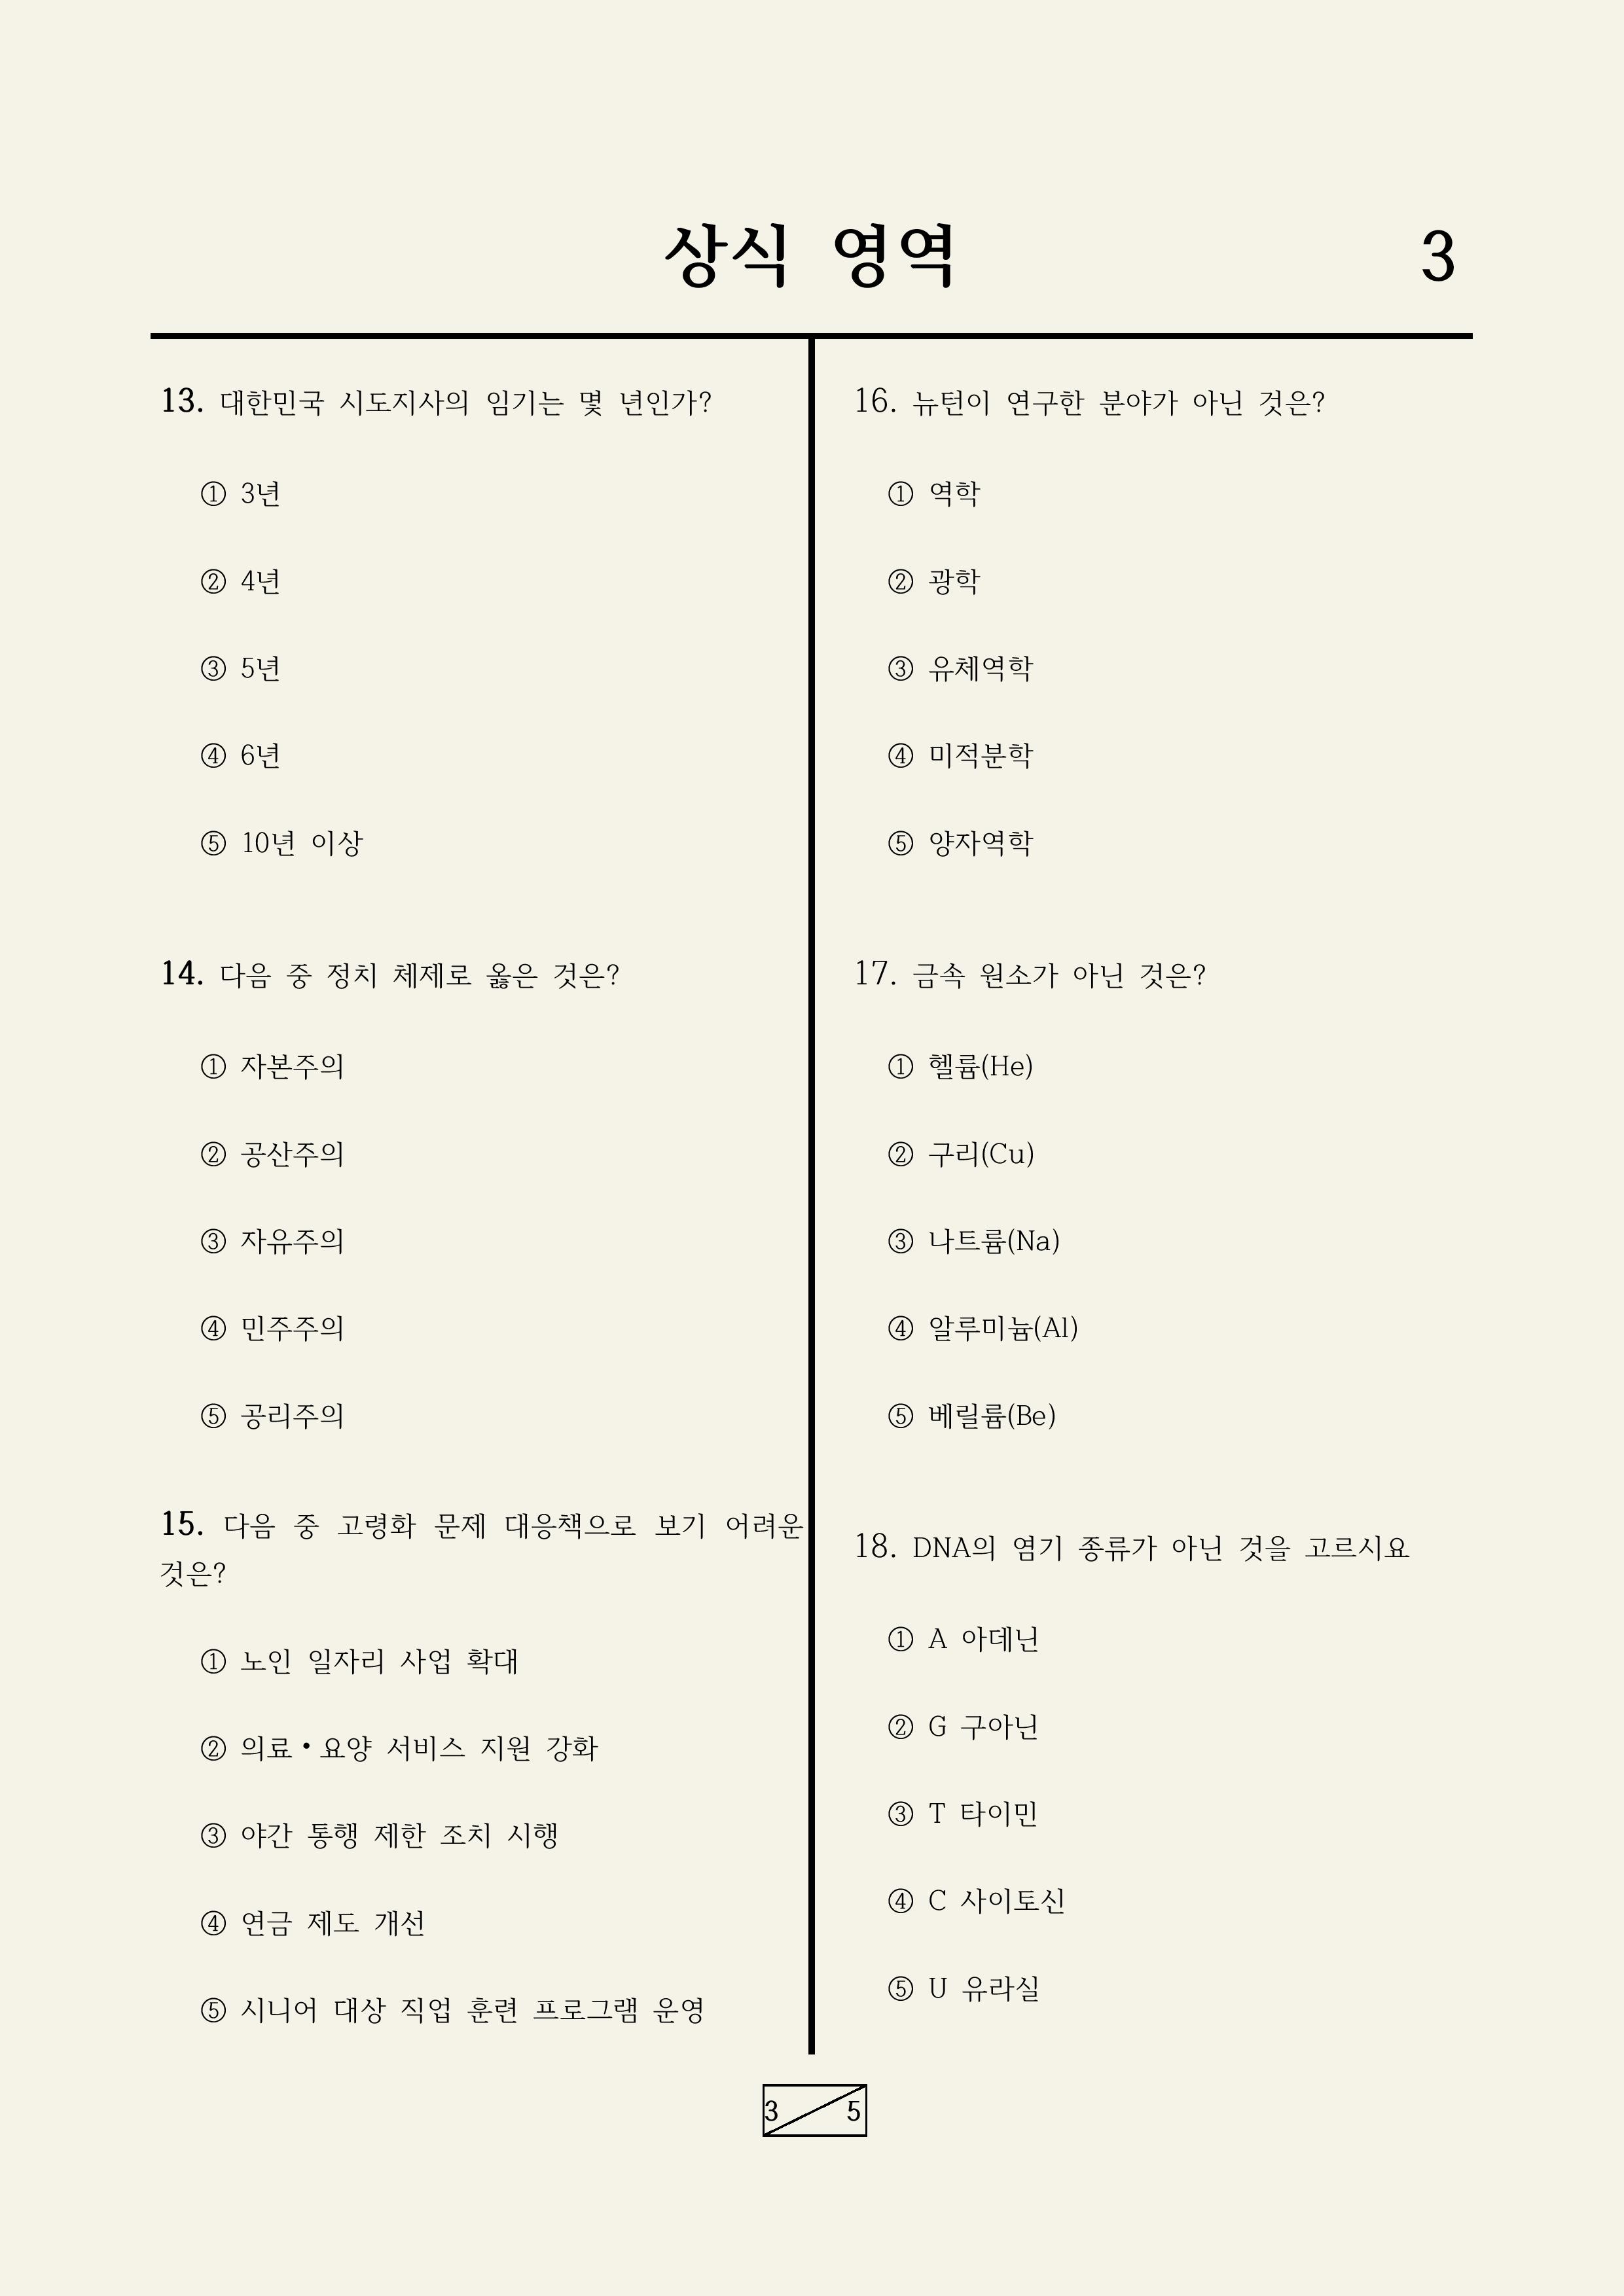 상식 영역
3
13. 대한민국 시도지사의 임기는 몇 년인가?
① 3년
② 4년
③ 5년
④ 6년
⑤ 10년 이상
14. 다음 중 정치 체제로 옳은 것은?
① 자본주의
② 공산주의
③ 자유주의
④ 민주주의
⑤ 공리주의
15. 다음 중 고령화 문제 대응책으로 보기 어려운
것은?
① 노인 일자리 사업 확대
② 의료·요양 서비스 지원 강화
③ 야간 통행 제한 조치 시행
④ 연금 제도 개선
⑤ 시니어 대상 직업 훈련 프로그램 운영
16. 뉴턴이 연구한 분야가 아닌 것은?
① 역학
② 광학
③ 유체역학
④ 미적분학
⑤ 양자역학
17. 금속 원소가 아닌 것은?
① 헬륨(He)
② 구리(Cu)
③ 나트륨(Na)
④ 알루미늄(Al)
⑤ 베릴륨(Be)
18. DNA의 염기 종류가 아닌 것을 고르시요
① A 아데닌
② G 구아닌
③ T 타이민
④ C 사이토신
⑤ U 유라실
3 5